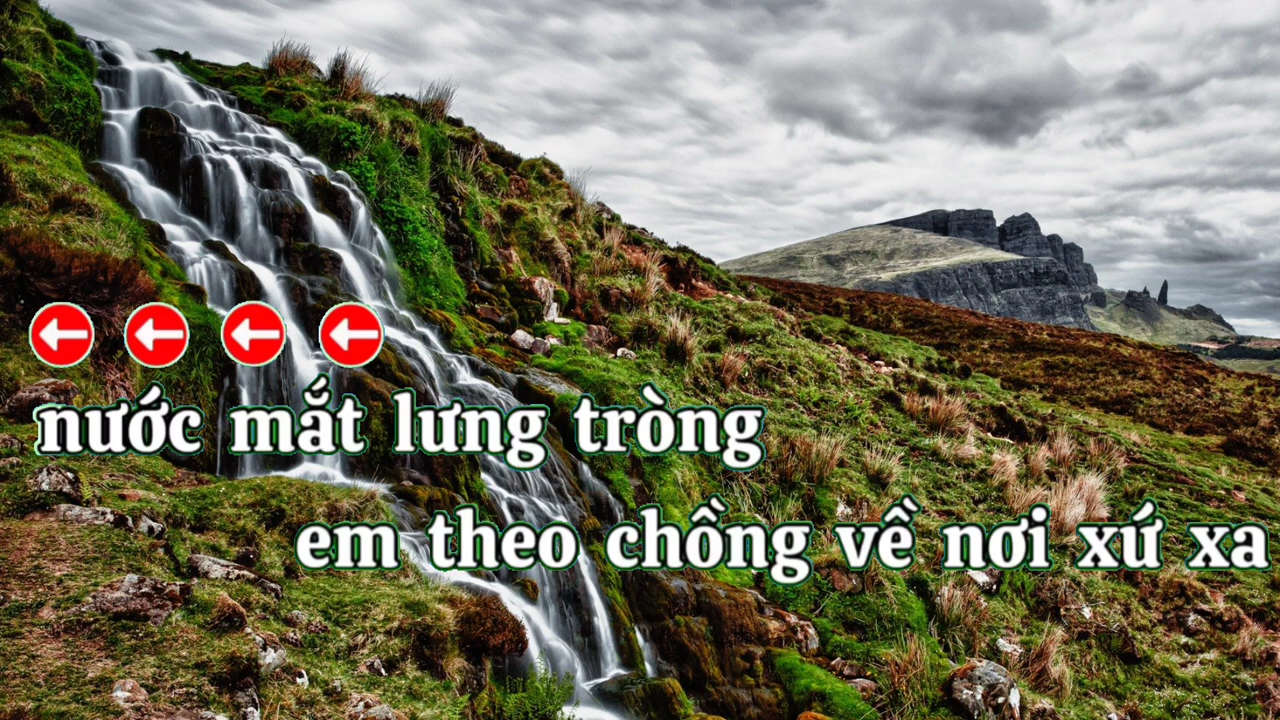 nước mắt lưng tròng
em theo chồng về nơi xứ xa